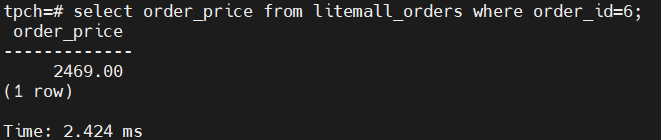 tpch=# select order_price from litemall_orders where order_id=6;
order_price
-------------
2469.00
(1 row)
Time: 2.424 ms